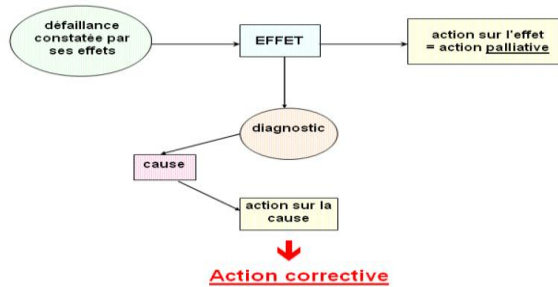 défaillance
constatée par
ses effets
EFFET
action sur l'effet
= action palliative
diagnostic
cause
action sur la
cause
Action corrective